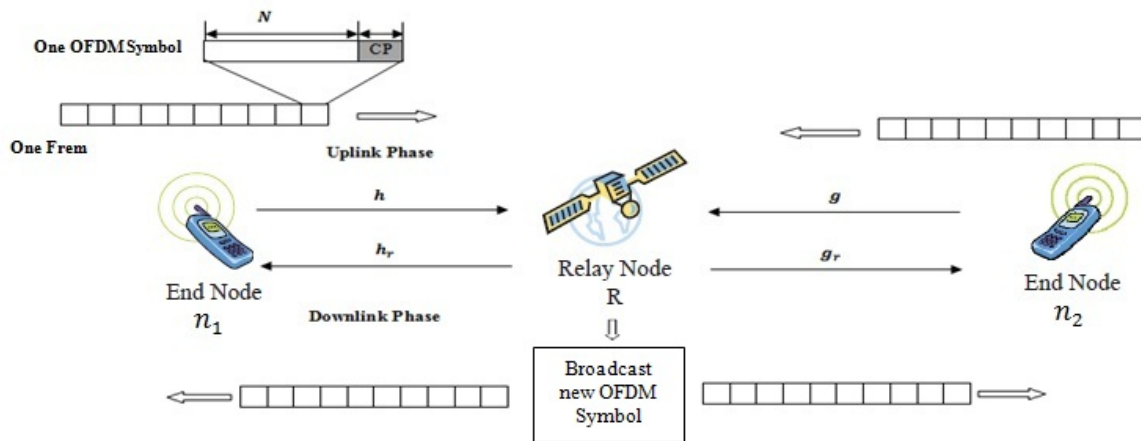 N
One OFDM Symbol
CP
One Frem
Uplink Phase
h
g
h_r
g_r
End Node
n_1
Relay Node
R
End Node
n_2
Downlink Phase
Broadcast
new OFDM
Symbol